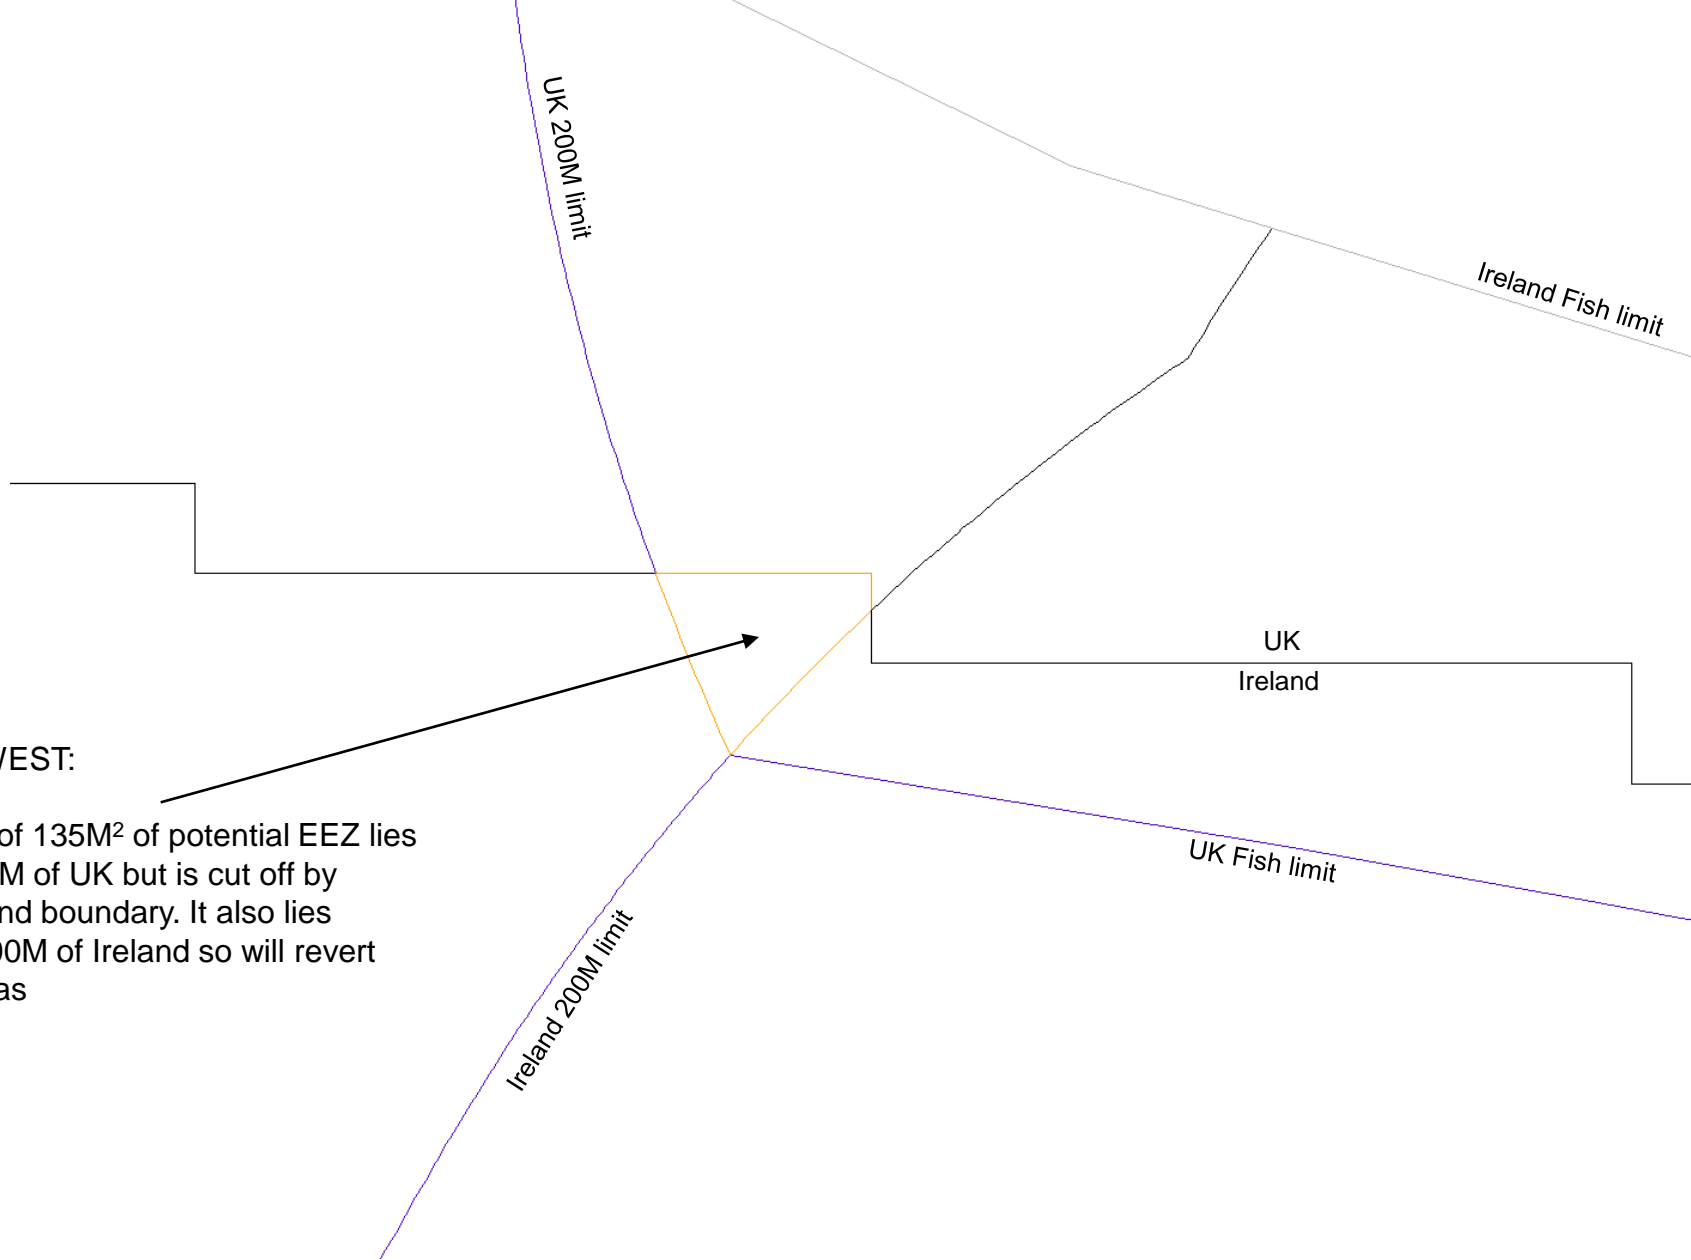 UK 200M limit
Ireland Fish limit
UK
Ireland
WEST:
of 135M² of potential EEZ lies
M of UK but is cut off by
nd boundary. It also lies
00M of Ireland so will revert
as
UK Fish limit
Ireland 200M limit